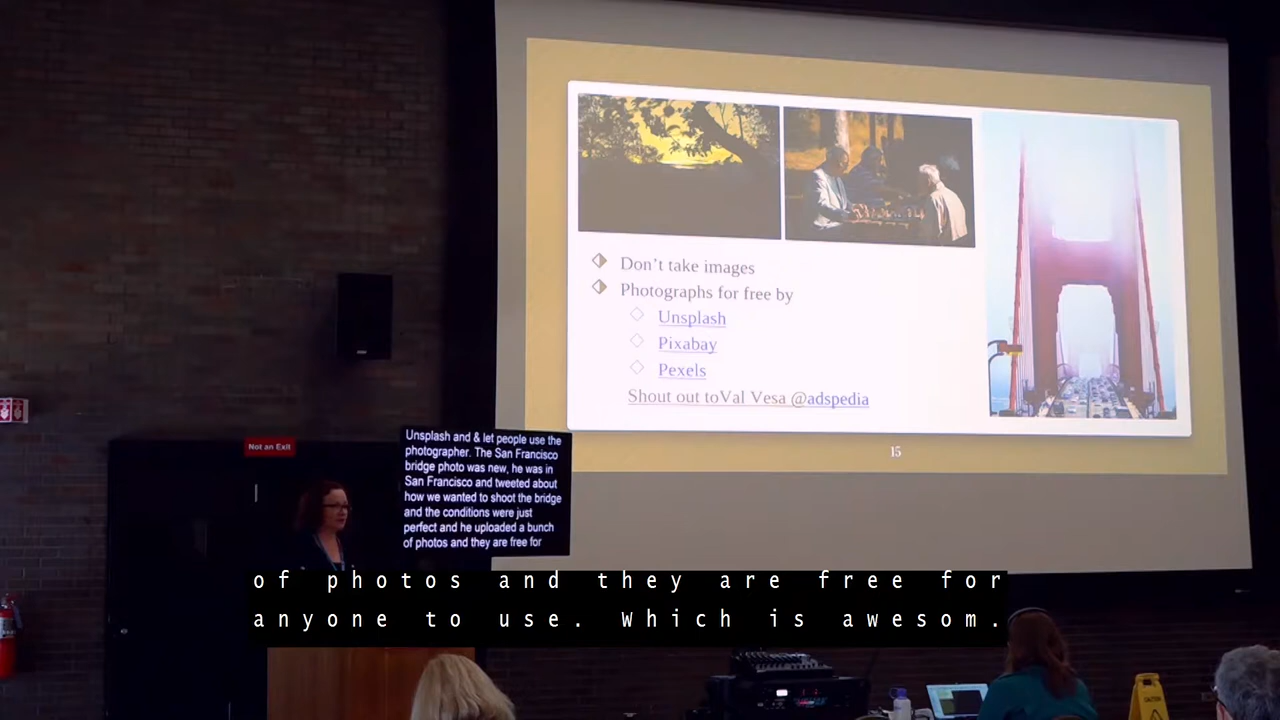 Don't take images
Photographs for free by
Unsplash
Pixabay
Pexels
Shout out toVal Vesa @adspedia
15
Not an Exit
Unsplash and & let people use the
photographer. The San Francisco
bridge photo was new, he was in
San Francisco and tweeted about
how we wanted to shoot the bridge
and the conditions were just
perfect and he uploaded a bunch
of photos and they are free for
of photos and they are free for
anyone to use. Which is awesom.
CAUTION